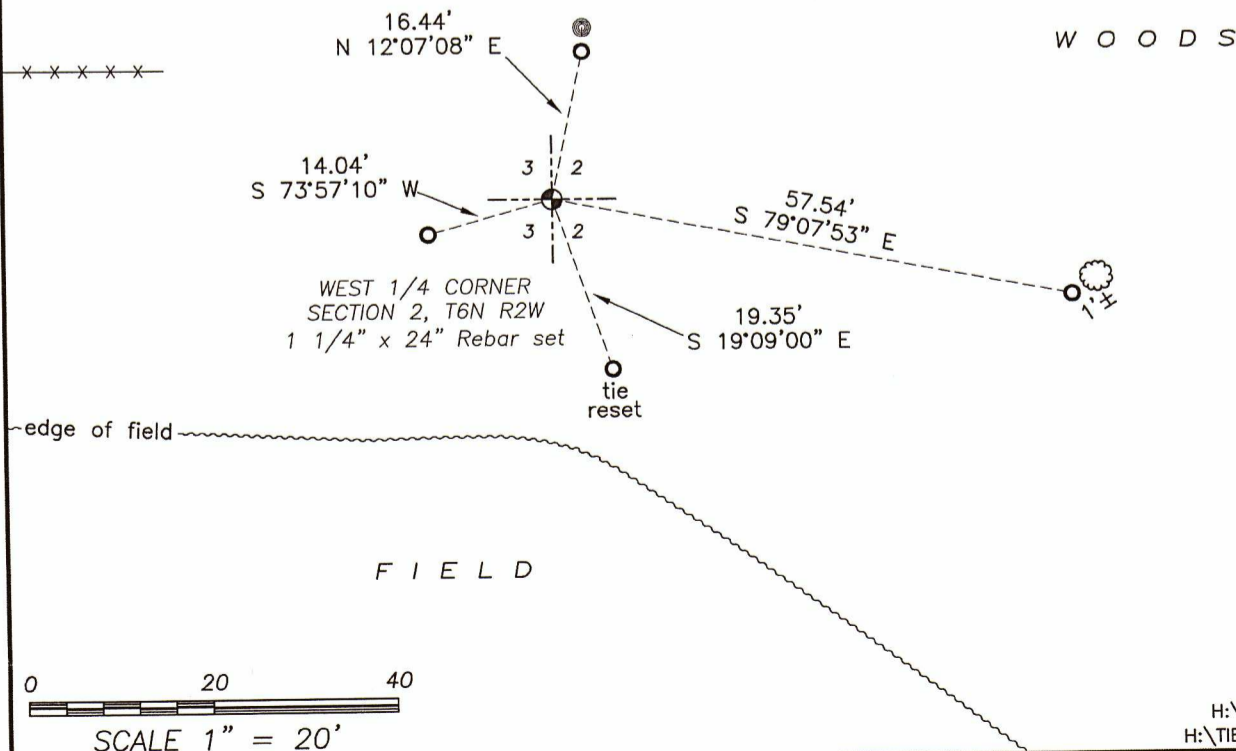 16.44'
N 12°07'08" E
W O O D S
14.04'
S 73°57'10" W
3 2
3 2
57.54'
S 79°07'53" E
1'±
WEST 1/4 CORNER
SECTION 2, T6N R2W
1 1/4" x 24" Rebar set
19.35'
S 19°09'00" E
tie
reset
edge of field
F I E L D
0 20 40
SCALE 1" = 20'
H:\
H:\TIE